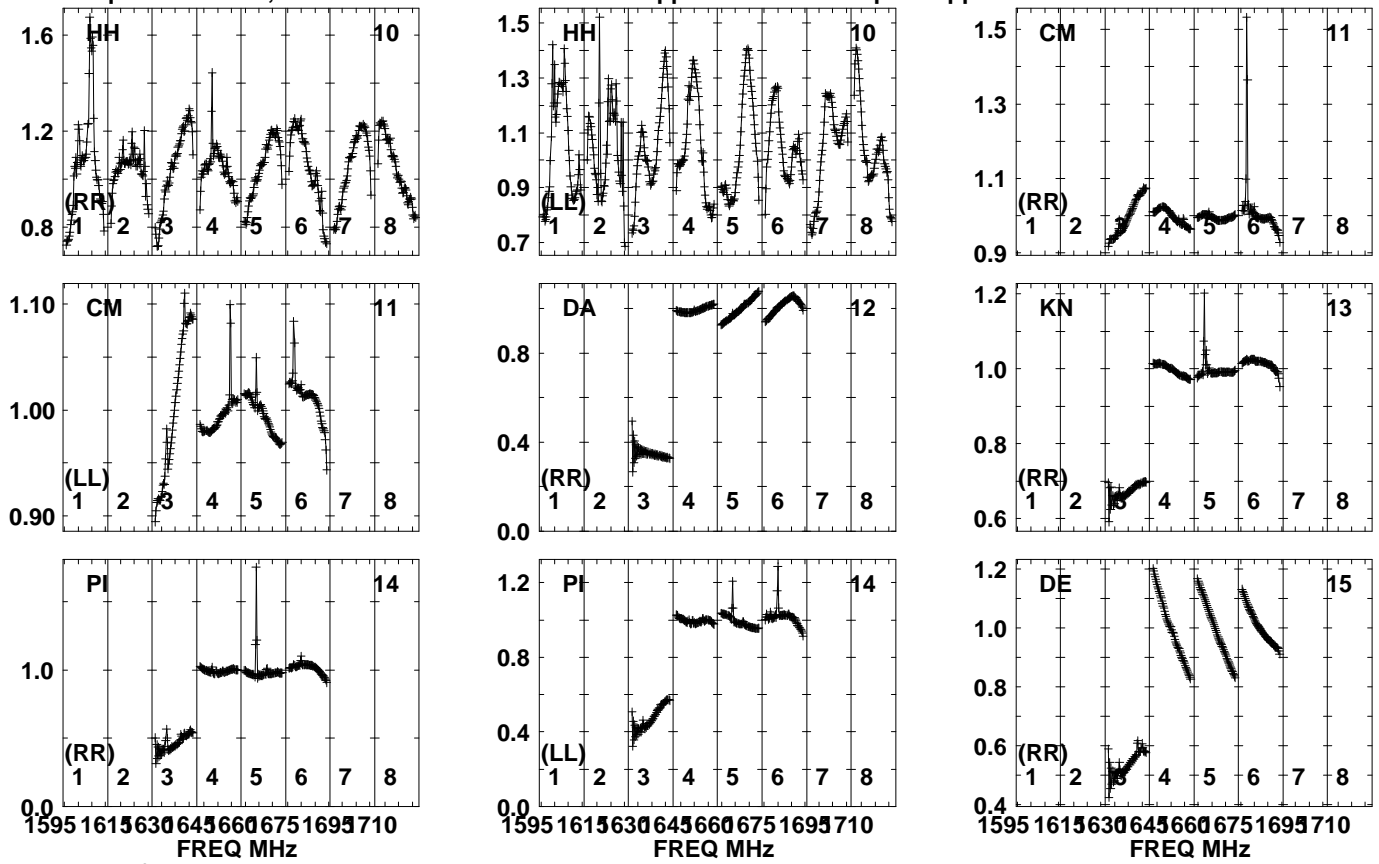 HH 10
1.6
1.2
0.8
(RR)
1 2 3 4 5 6 7 8
HH 10
1.5
1.3
1.1
0.9
0.7
(LL)
1 2 3 4 5 6 7 8
CM 11
1.5
1.3
1.1
0.9
(RR)
1 2 3 4 5 6 7 8
CM 11
1.10
1.00
0.90
(LL)
1 2 3 4 5 6 7 8
DA 12
0.8
0.4
0.0
(RR)
1 2 3 4 5 6 7 8
KN 13
1.2
1.0
0.8
0.6
(RR)
1 2 3 4 5 6 7 8
PI 14
1.0
0.0
(RR)
1 2 3 4 5 6 7 8
1595 1615 1630 1645 1660 1675 1695 1710
FREQ MHz
PI 14
1.2
0.8
0.4
0.0
(LL)
1 2 3 4 5 6 7 8
1595 1615 1630 1645 1660 1675 1695 1710
FREQ MHz
DE 15
1.2
1.0
0.8
0.6
0.4
(RR)
1 2 3 4 5 6 7 8
1595 1615 1630 1645 1660 1675 1695 1710
FREQ MHz